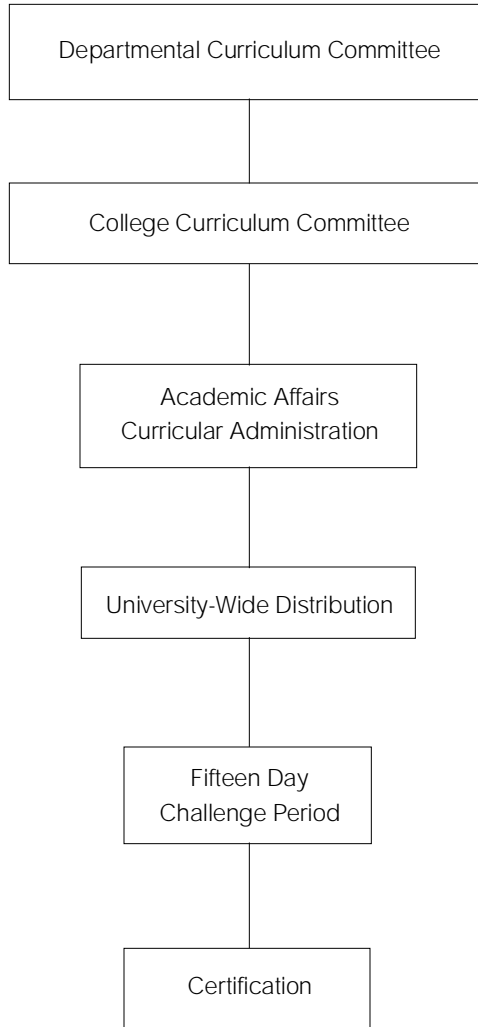 Departmental Curriculum Committee
College Curriculum Committee
Academic Affairs
Curricular Administration
University-Wide Distribution
Fifteen Day
Challenge Period
Certification